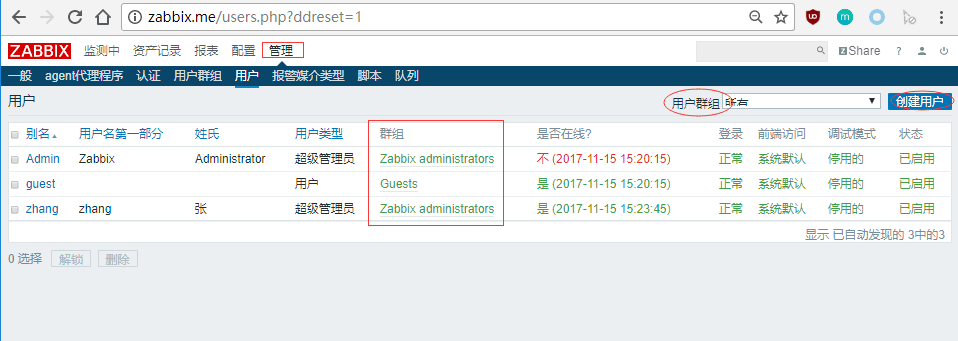 zabbix.me/users.php?ddreset=1
ZABBIX 监测中 资产记录 报表 配置 管理 Share ?
一般 agent代理程序 认证 用户群组 用户 报警媒介类型 脚本 队列
用户 用户群组 所有 创建用户
别名 用户名第一部分 姓氏 用户类型 群组 是否在线? 登录 前端访问 调试模式 状态
Admin Zabbix Administrator 超级管理员 Zabbix administrators 不 (2017-11-15 15:20:15) 正常 系统默认 停用的 已启用
guest 用户 Guests 是 (2017-11-15 15:20:15) 正常 系统默认 停用的 已启用
zhang zhang 张 超级管理员 Zabbix administrators 是 (2017-11-15 15:23:45) 正常 系统默认 停用的 已启用
显示 已自动发现的 3中的3
0 选择 解锁 删除